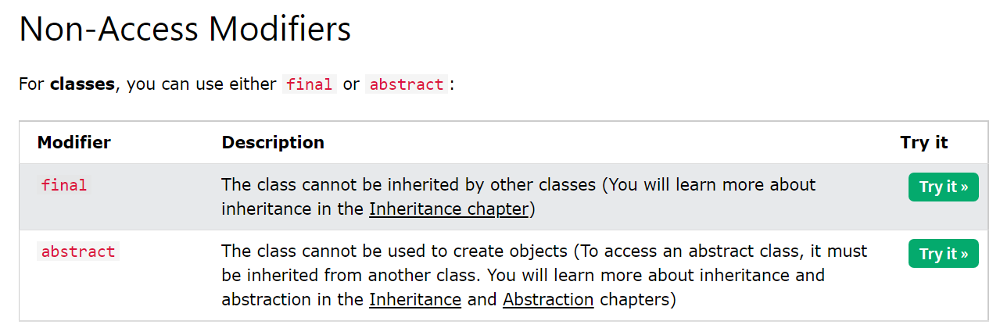 Non-Access Modifiers
For classes, you can use either final or abstract:
Modifier Description Try it
final The class cannot be inherited by other classes (You will learn more about Try it »
inheritance in the Inheritance chapter)
abstract The class cannot be used to create objects (To access an abstract class, it must Try it »
be inherited from another class. You will learn more about inheritance and
abstraction in the Inheritance and Abstraction chapters)